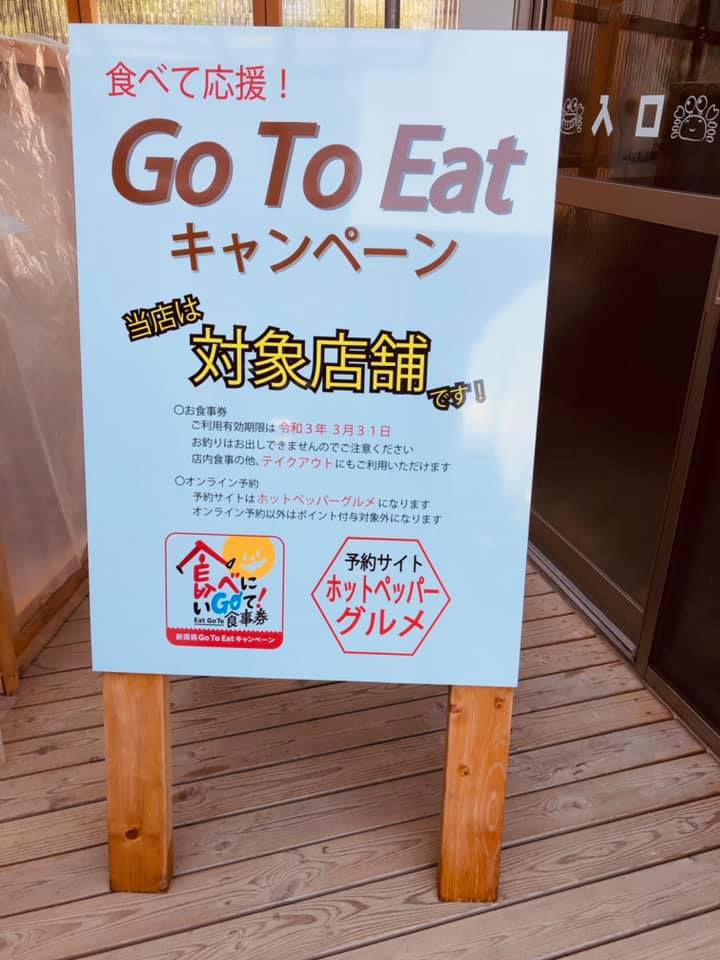 食べて応援！
Go To Eat
キャンペーン
当店は
対象店舗
です！
〇お食事券
ご利用有効期限は 令和３年 ３月３１日
お釣りはお出しできませんのでご注意ください
店内食事の他、テイクアウトにもご利用いただけます
〇オンライン予約
予約サイトはホットペッパーグルメになります
オンライン予約以外はポイント付与対象外になります
食べに
いGoて!
Eat Go To 食事券
新潟県 Go To Eat キャンペーン
予約サイト
ホットペッパー
グルメ
入口